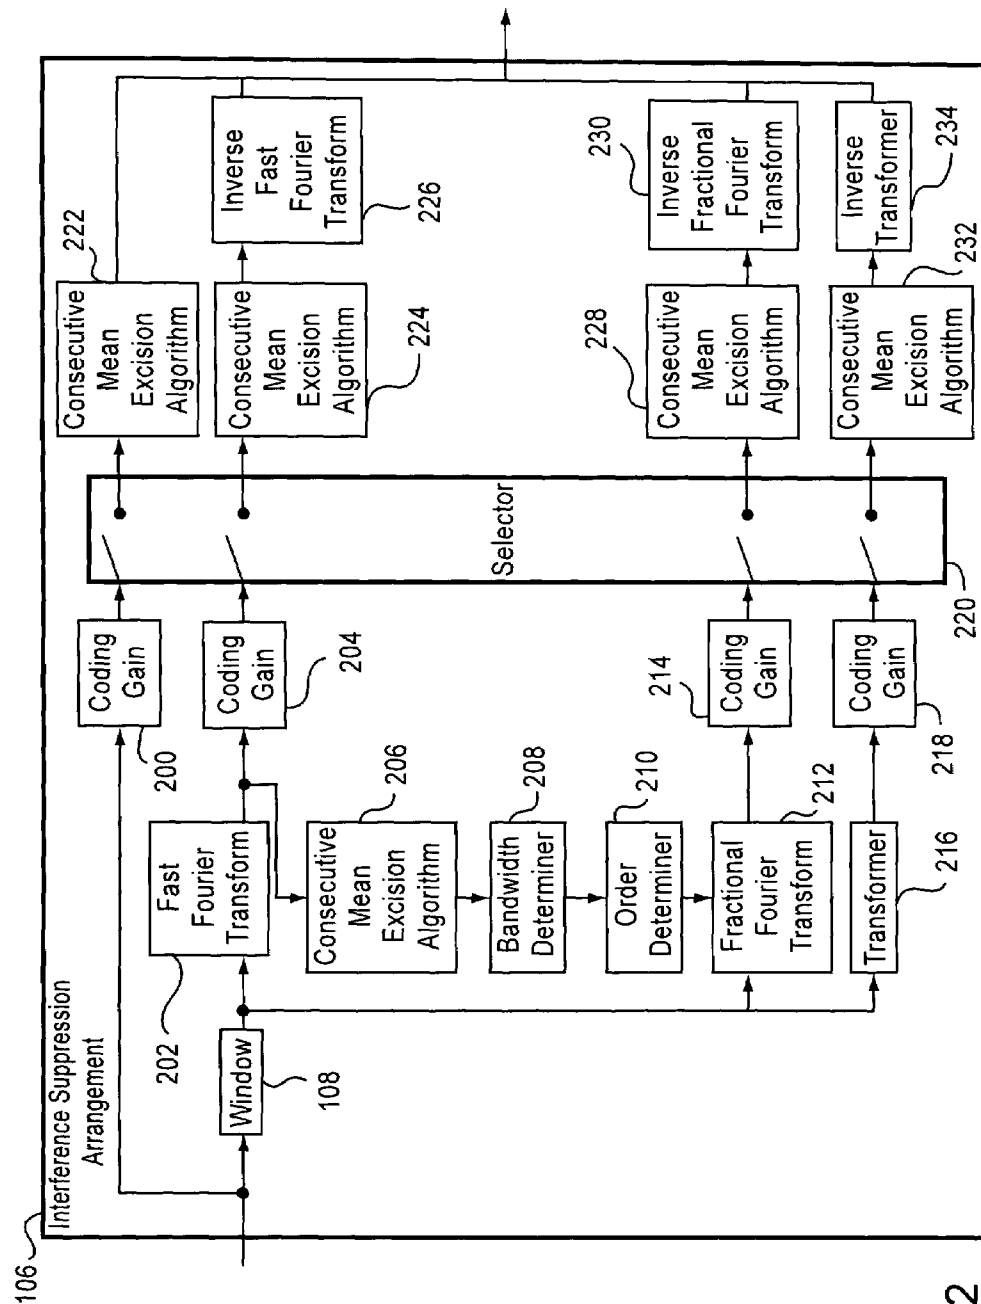 106
Interference Suppression
Arrangement
Window
108
202
Fast
Fourier
Transform
Coding
Gain
200
Coding
Gain
204
Consecutive
Mean
Excision
Algorithm
206
Bandwidth
Determiner
208
Order
Determiner
210
Fractional
Fourier
Transform
212
Transformer
216
214
Coding
Gain
Coding
Gain
218
Selector
220
Consecutive
Mean
Excision
Algorithm
222
Consecutive
Mean
Excision
Algorithm
224
Inverse
Fast
Fourier
Transform
226
228
Consecutive
Mean
Excision
Algorithm
230
Inverse
Fractional
Fourier
Transform
Consecutive
Mean
Excision
Algorithm
232
Inverse
Transformer
234
2